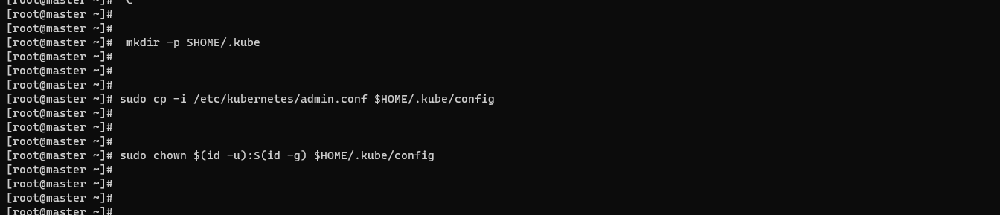 [root@master ~]# ^C
[root@master ~]#
[root@master ~]#
[root@master ~]#  mkdir -p $HOME/.kube
[root@master ~]#
[root@master ~]#
[root@master ~]#
[root@master ~]# sudo cp -i /etc/kubernetes/admin.conf $HOME/.kube/config
[root@master ~]#
[root@master ~]#
[root@master ~]#
[root@master ~]# sudo chown $(id -u):$(id -g) $HOME/.kube/config
[root@master ~]#
[root@master ~]#
[root@master ~]#
[root@master ~]#